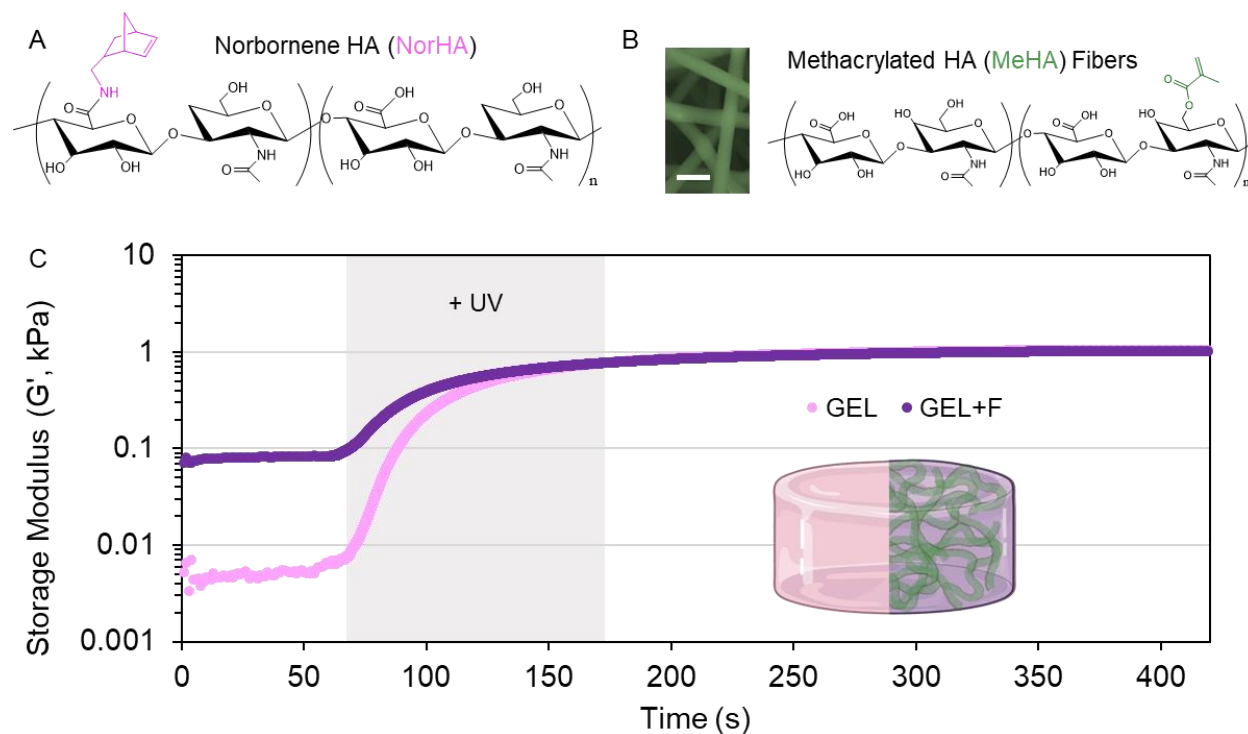 A
Norbornene HA (NorHA)
B
Methacrylated HA (MeHA) Fibers
NH
O
OH
O
O
OH
O
HO
OH
O
NH
O
O
OH
O
O
HO
OH
O
OH
O
O
NH
O
n
O
O
O
OH
O
O
HO
OH
OH
OH
O
O
NH
O
O
OH
O
O
HO
OH
OH
O
O
NH
O
n
C
Storage Modulus (G', kPa)
10
1
0.1
0.01
0.001
+ UV
GEL
GEL+F
0
50
100
150
200
250
300
350
400
Time (s)